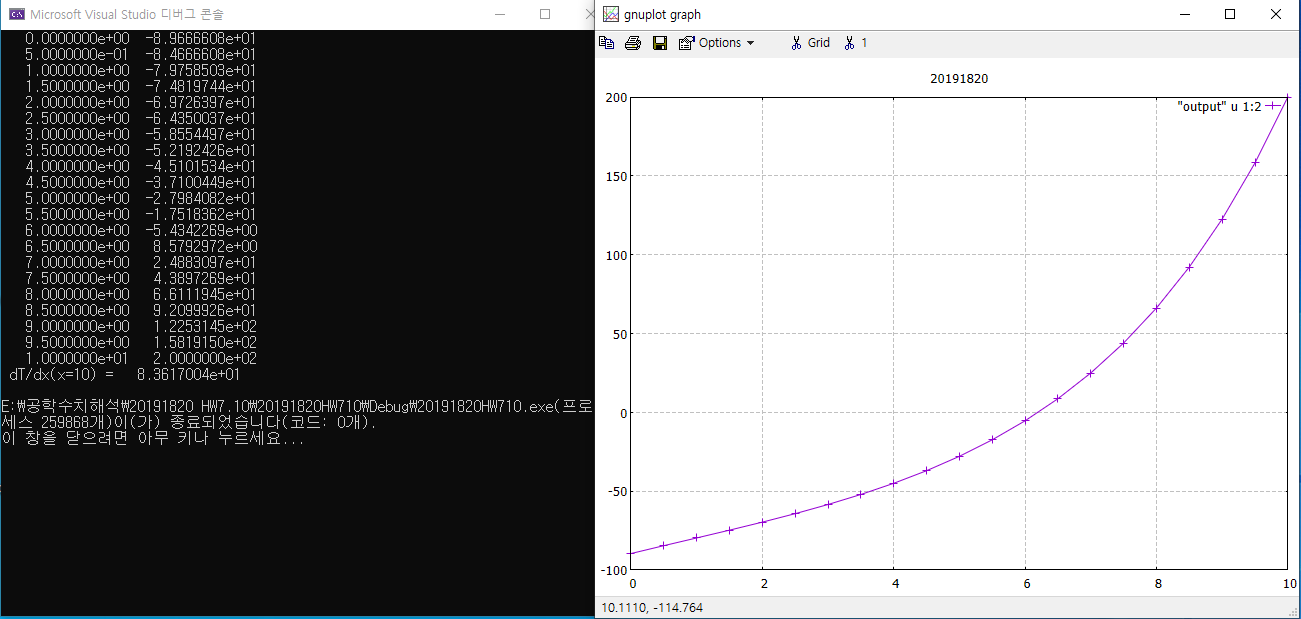 Microsoft Visual Studio 디버그 콘솔
0.0000000e+00 -8.9666608e+01
5.0000000e-01 -8.4666608e+01
1.0000000e+00 -7.9758503e+01
1.5000000e+00 -7.4819744e+01
2.0000000e+00 -6.9726397e+01
2.5000000e+00 -6.4350037e+01
3.0000000e+00 -5.8554497e+01
3.5000000e+00 -5.2192426e+01
4.0000000e+00 -4.5101534e+01
4.5000000e+00 -3.7100449e+01
5.0000000e+00 -2.7984082e+01
5.5000000e+00 -1.7518362e+01
6.0000000e+00 -5.4342269e+00
6.5000000e+00 8.5792972e+00
7.0000000e+00 2.4883097e+01
7.5000000e+00 4.3897269e+01
8.0000000e+00 6.6111945e+01
8.5000000e+00 9.2099926e+01
9.0000000e+00 1.2253145e+02
9.5000000e+00 1.5819150e+02
1.0000000e+01 2.0000000e+02
dT/dx(x=10) = 8.3617004e+01
E:₩공학수치해석₩20191820 HW7.10₩20191820HW710₩Debug₩20191820HW710.exe(프로
세스 259868개)이(가) 종료되었습니다(코드: 0개).
이 창을 닫으려면 아무 키나 누르세요...
gnuplot graph
Options Grid 1
20191820
"output" u 1:2
200
150
100
50
0
-50
-100
0 2 4 6 8 10
10.1110, -114.764